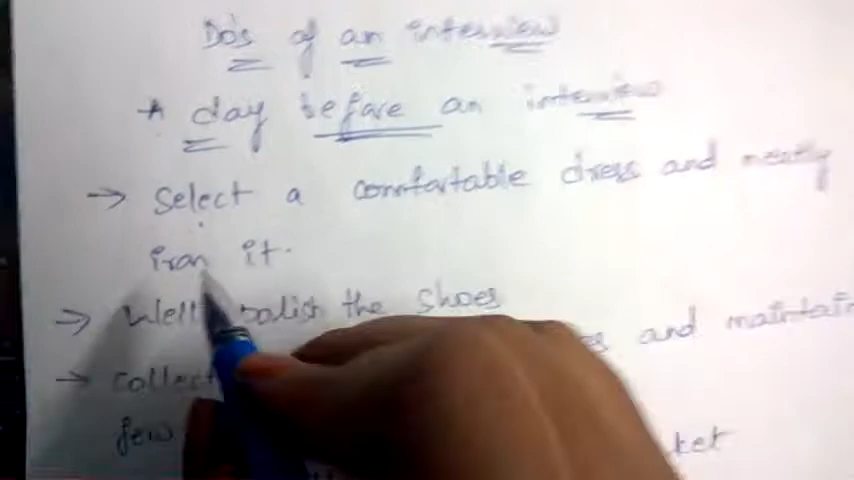 Do's of an interview
A day before an interview
→ Select a comfortable dress and neatly
iron it.
→ Well polish the shoes
→ collect and maintain
few